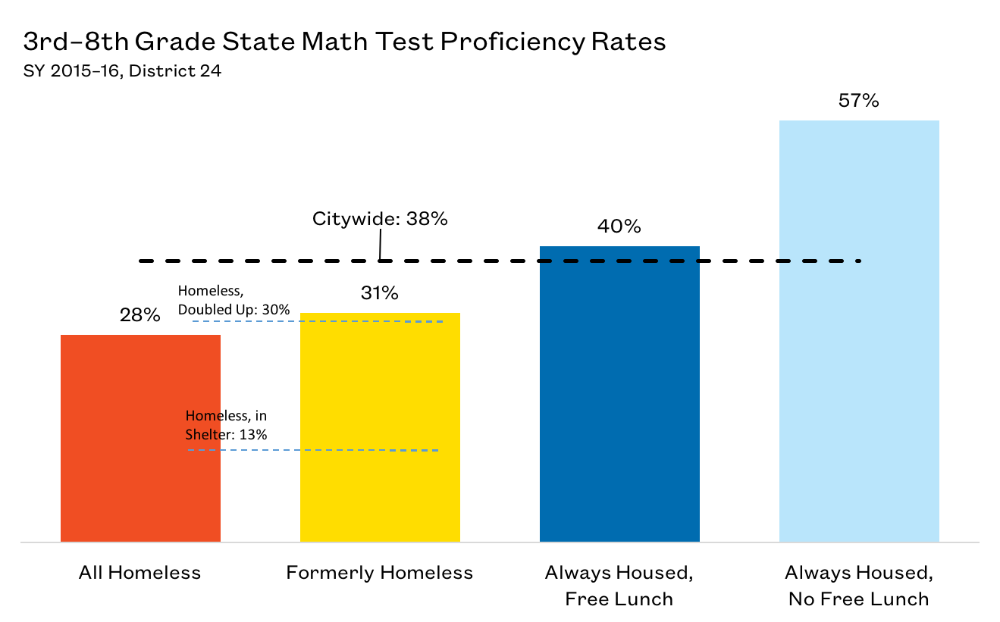 3rd–8th Grade State Math Test Proficiency Rates
SY 2015–16, District 24
57%
Citywide: 38%
40%
Homeless,
Doubled Up: 30%
28%
31%
Homeless, in
Shelter: 13%
All Homeless
Formerly Homeless
Always Housed,
Free Lunch
Always Housed,
No Free Lunch